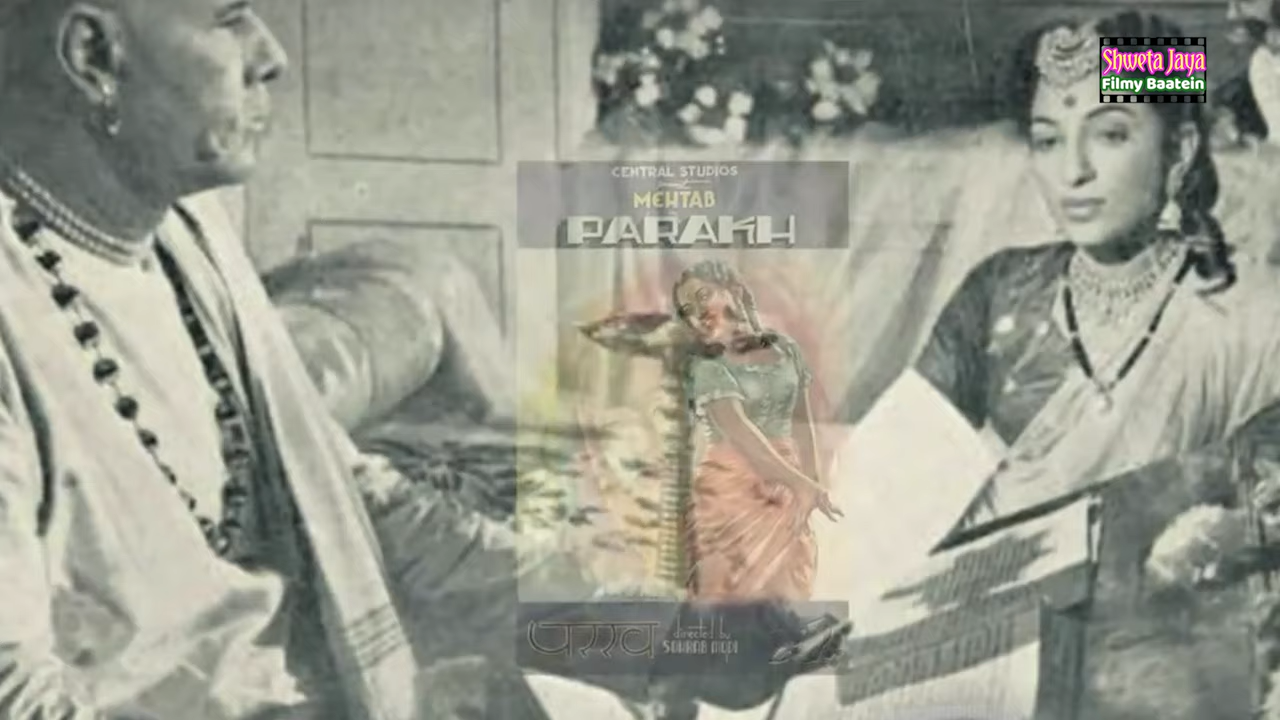 Shweta Jaya
Filmy Baatein
CENTRAL STUDIOS
MEHTAB
PARAKH
परख
directed by
SOHRAB MODI